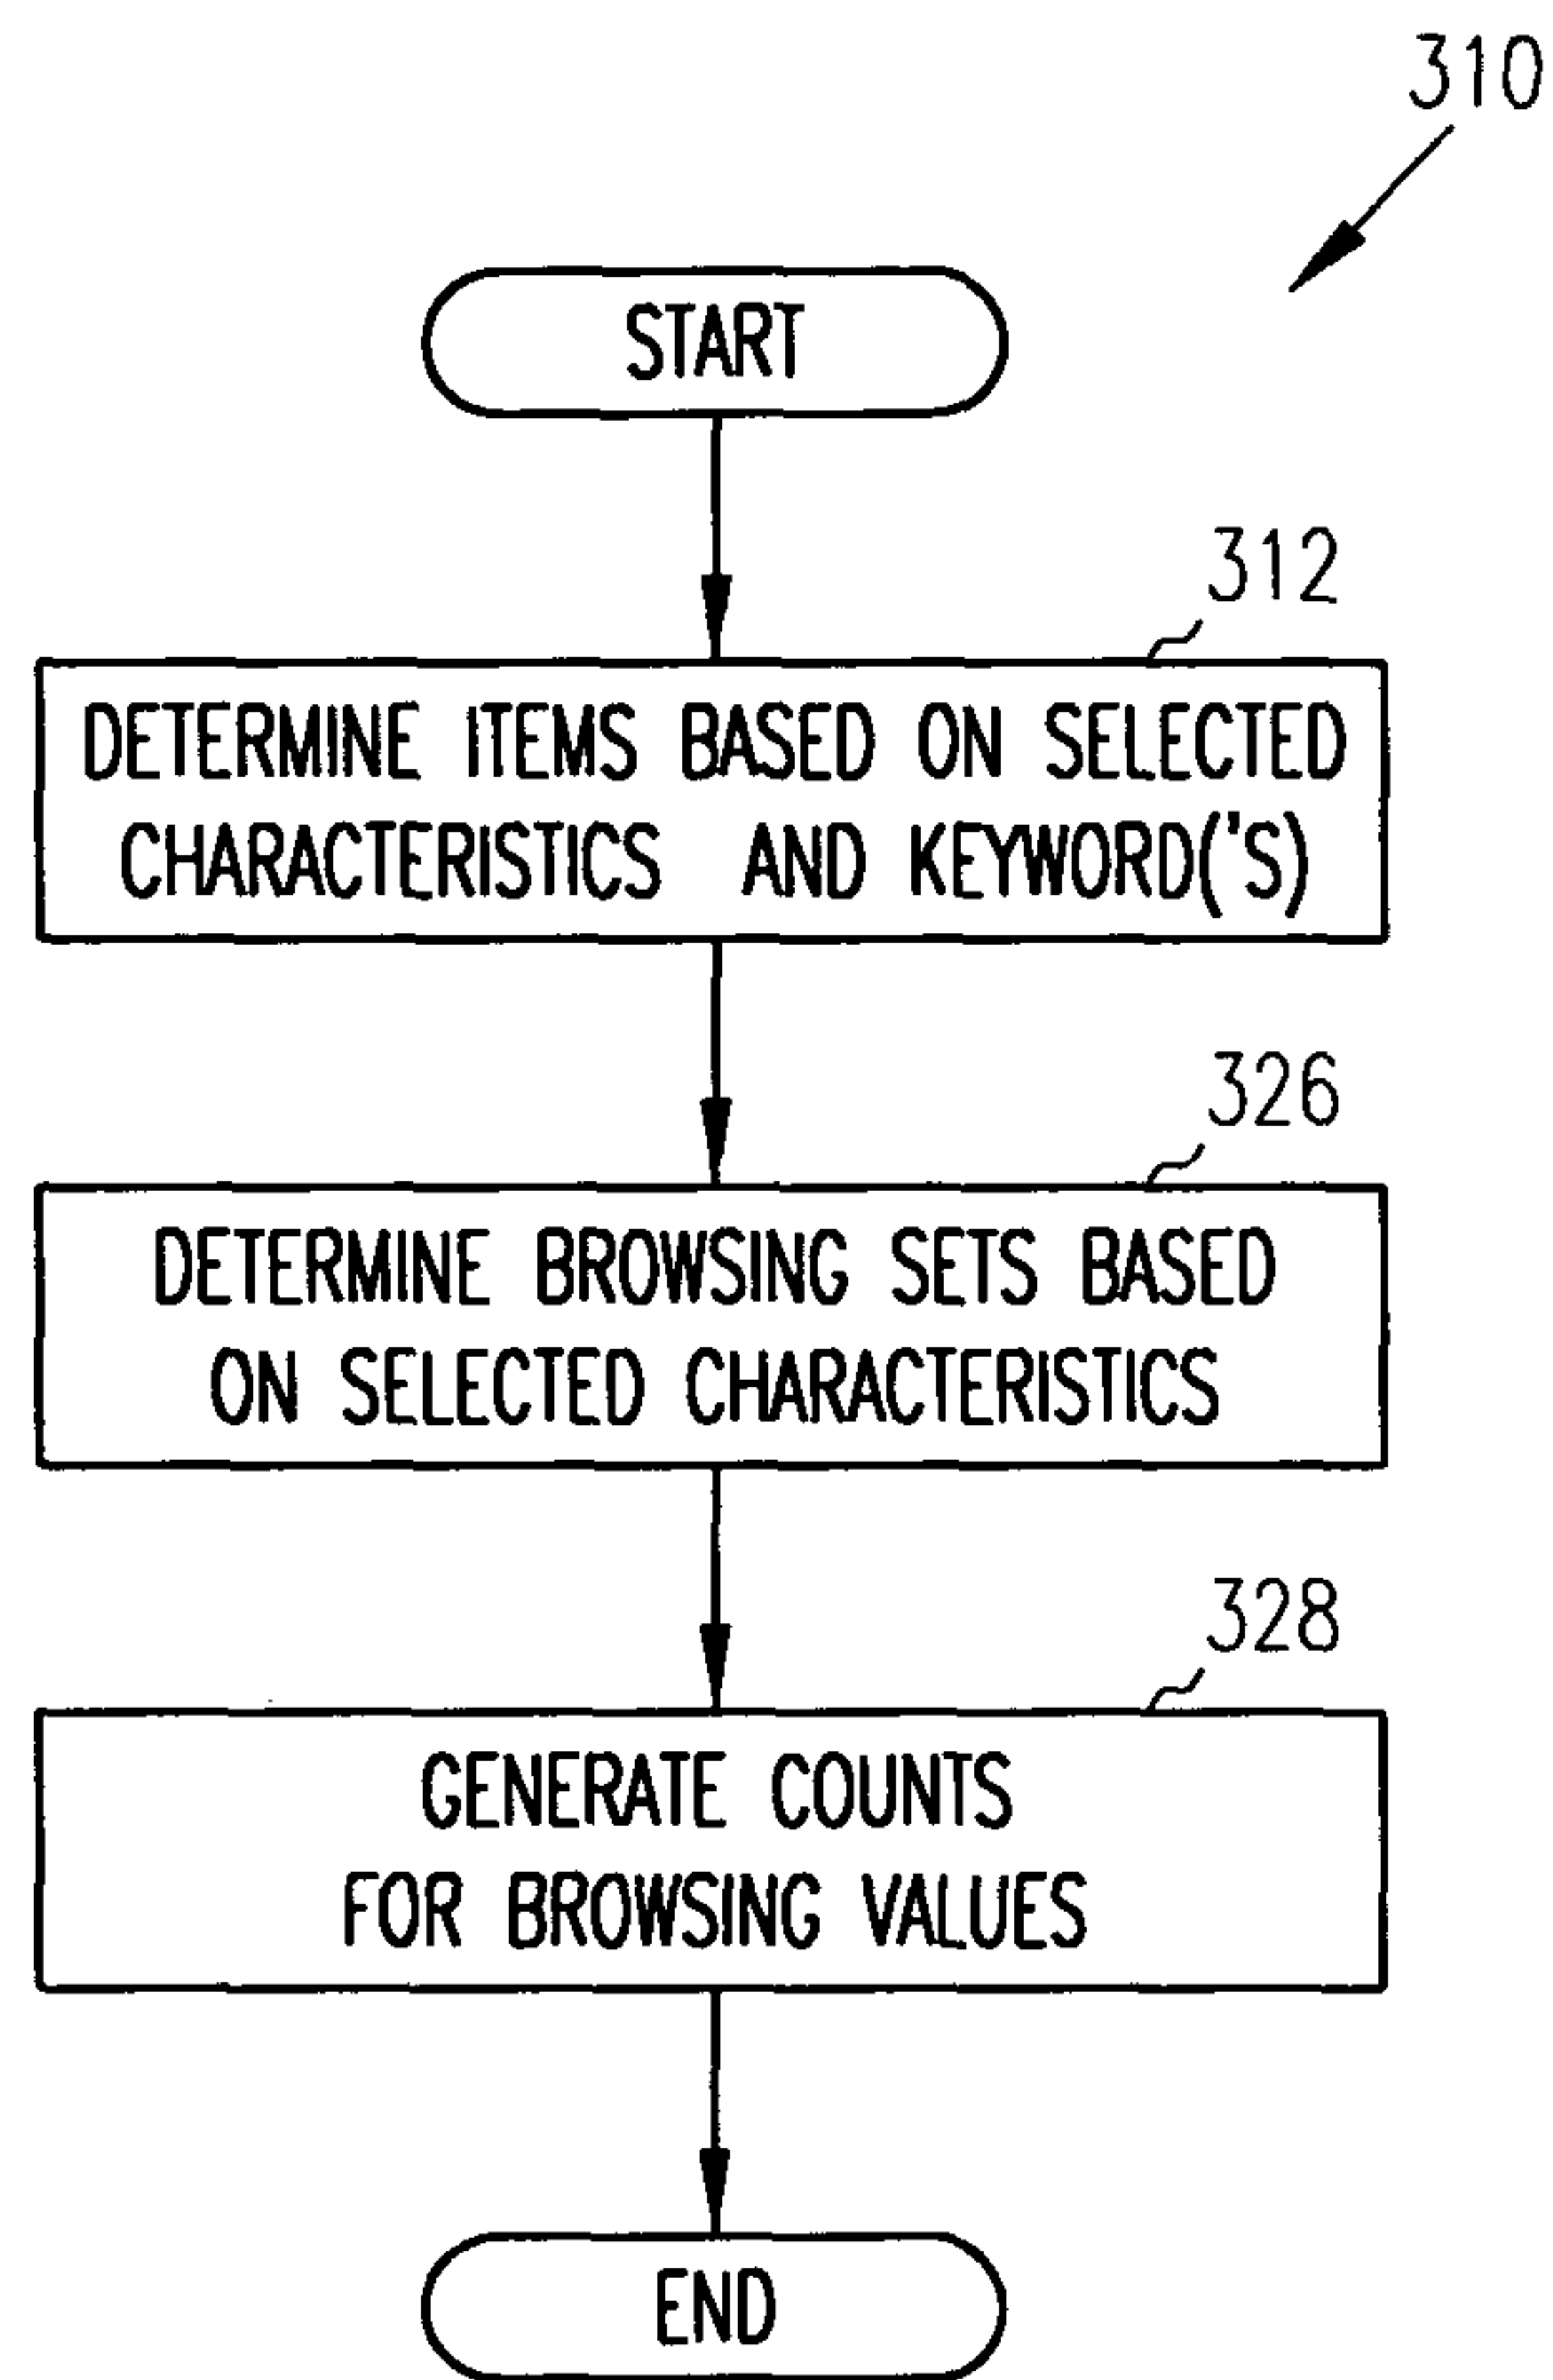 310
START
312
DETERMINE ITEMS BASED ON SELECTED
CHARACTERISTICS AND KEYWORD('S)
326
DETERMINE BROWSING SETS BASED
ON SELECTED CHARACTERISTICS
328
GENERATE COUNTS
FOR BROWSING VALUES
END